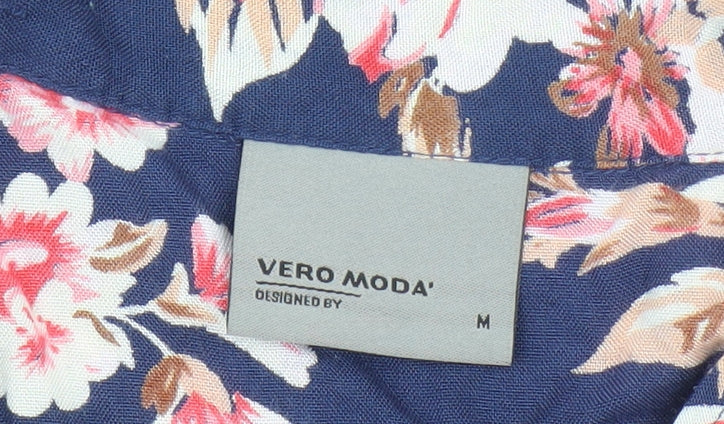 VERO MODA'
DESIGNED BY
M